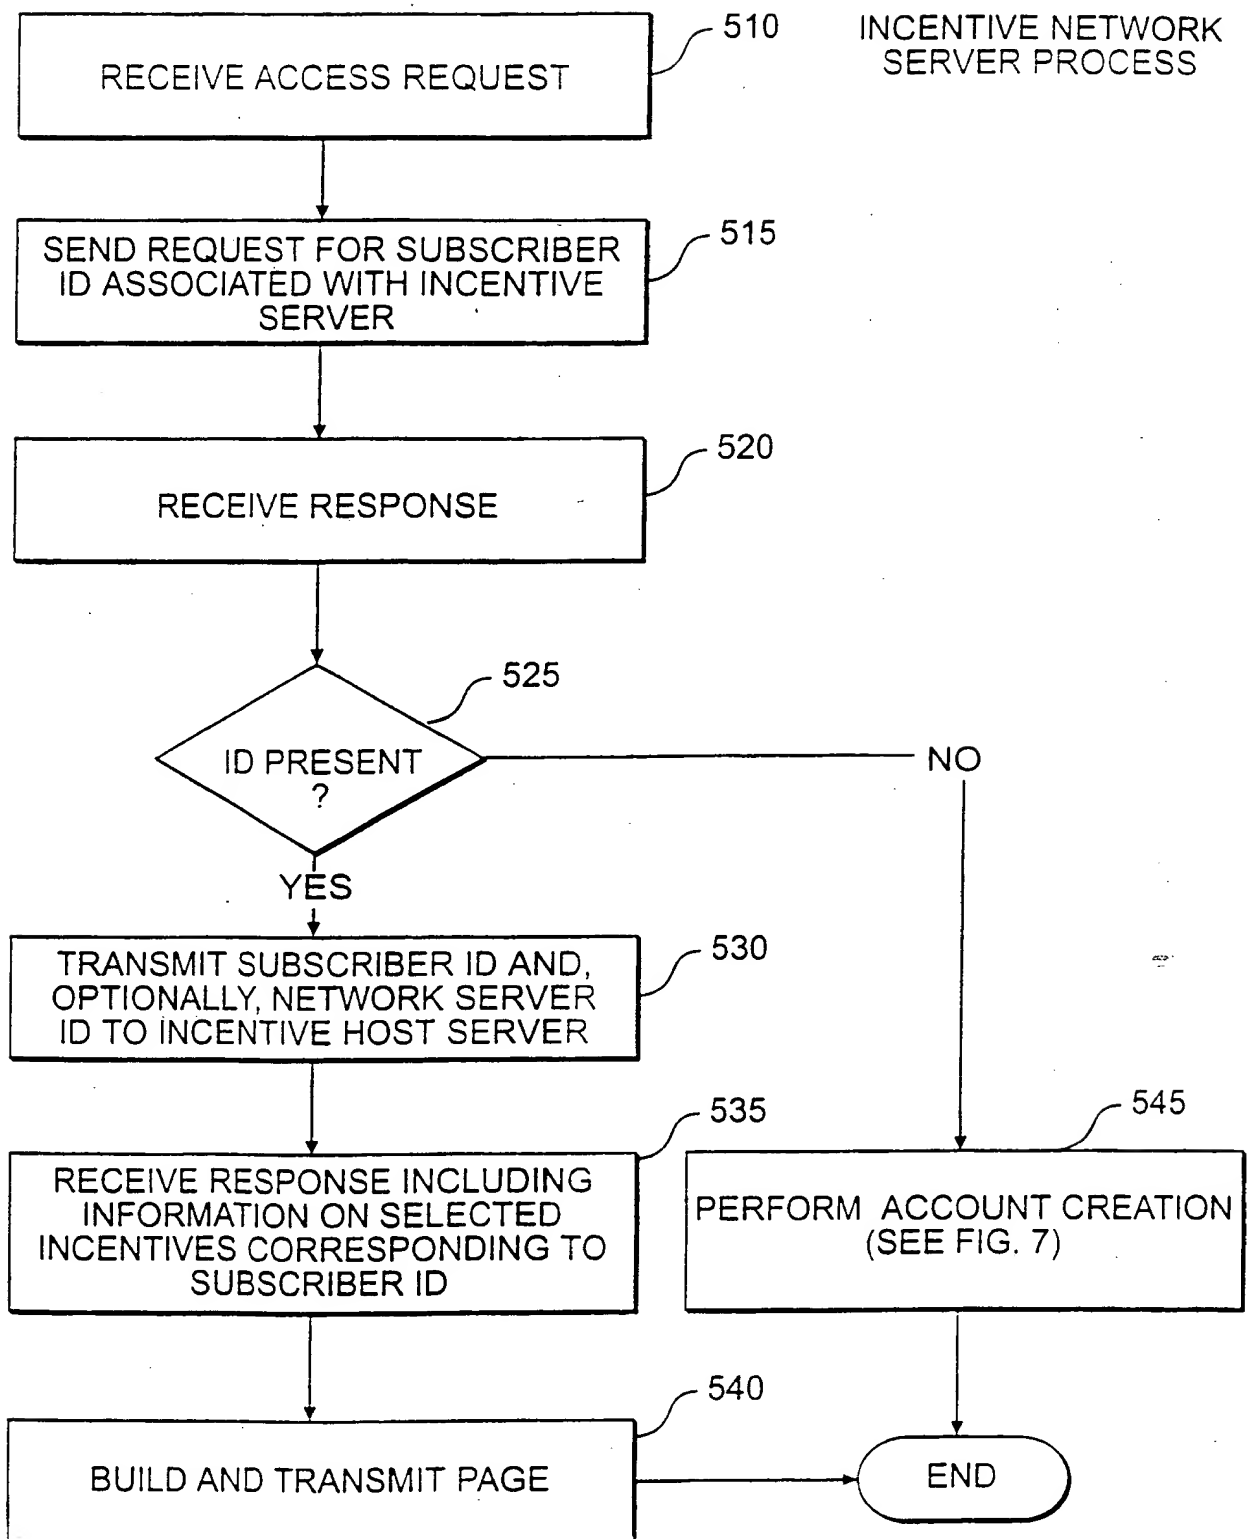 510
INCENTIVE NETWORK
SERVER PROCESS
RECEIVE ACCESS REQUEST
515
SEND REQUEST FOR SUBSCRIBER
ID ASSOCIATED WITH INCENTIVE
SERVER
520
RECEIVE RESPONSE
525
ID PRESENT
?
NO
YES
530
TRANSMIT SUBSCRIBER ID AND,
OPTIONALLY, NETWORK SERVER
ID TO INCENTIVE HOST SERVER
535
RECEIVE RESPONSE INCLUDING
INFORMATION ON SELECTED
INCENTIVES CORRESPONDING TO
SUBSCRIBER ID
545
PERFORM ACCOUNT CREATION
(SEE FIG. 7)
540
BUILD AND TRANSMIT PAGE
END